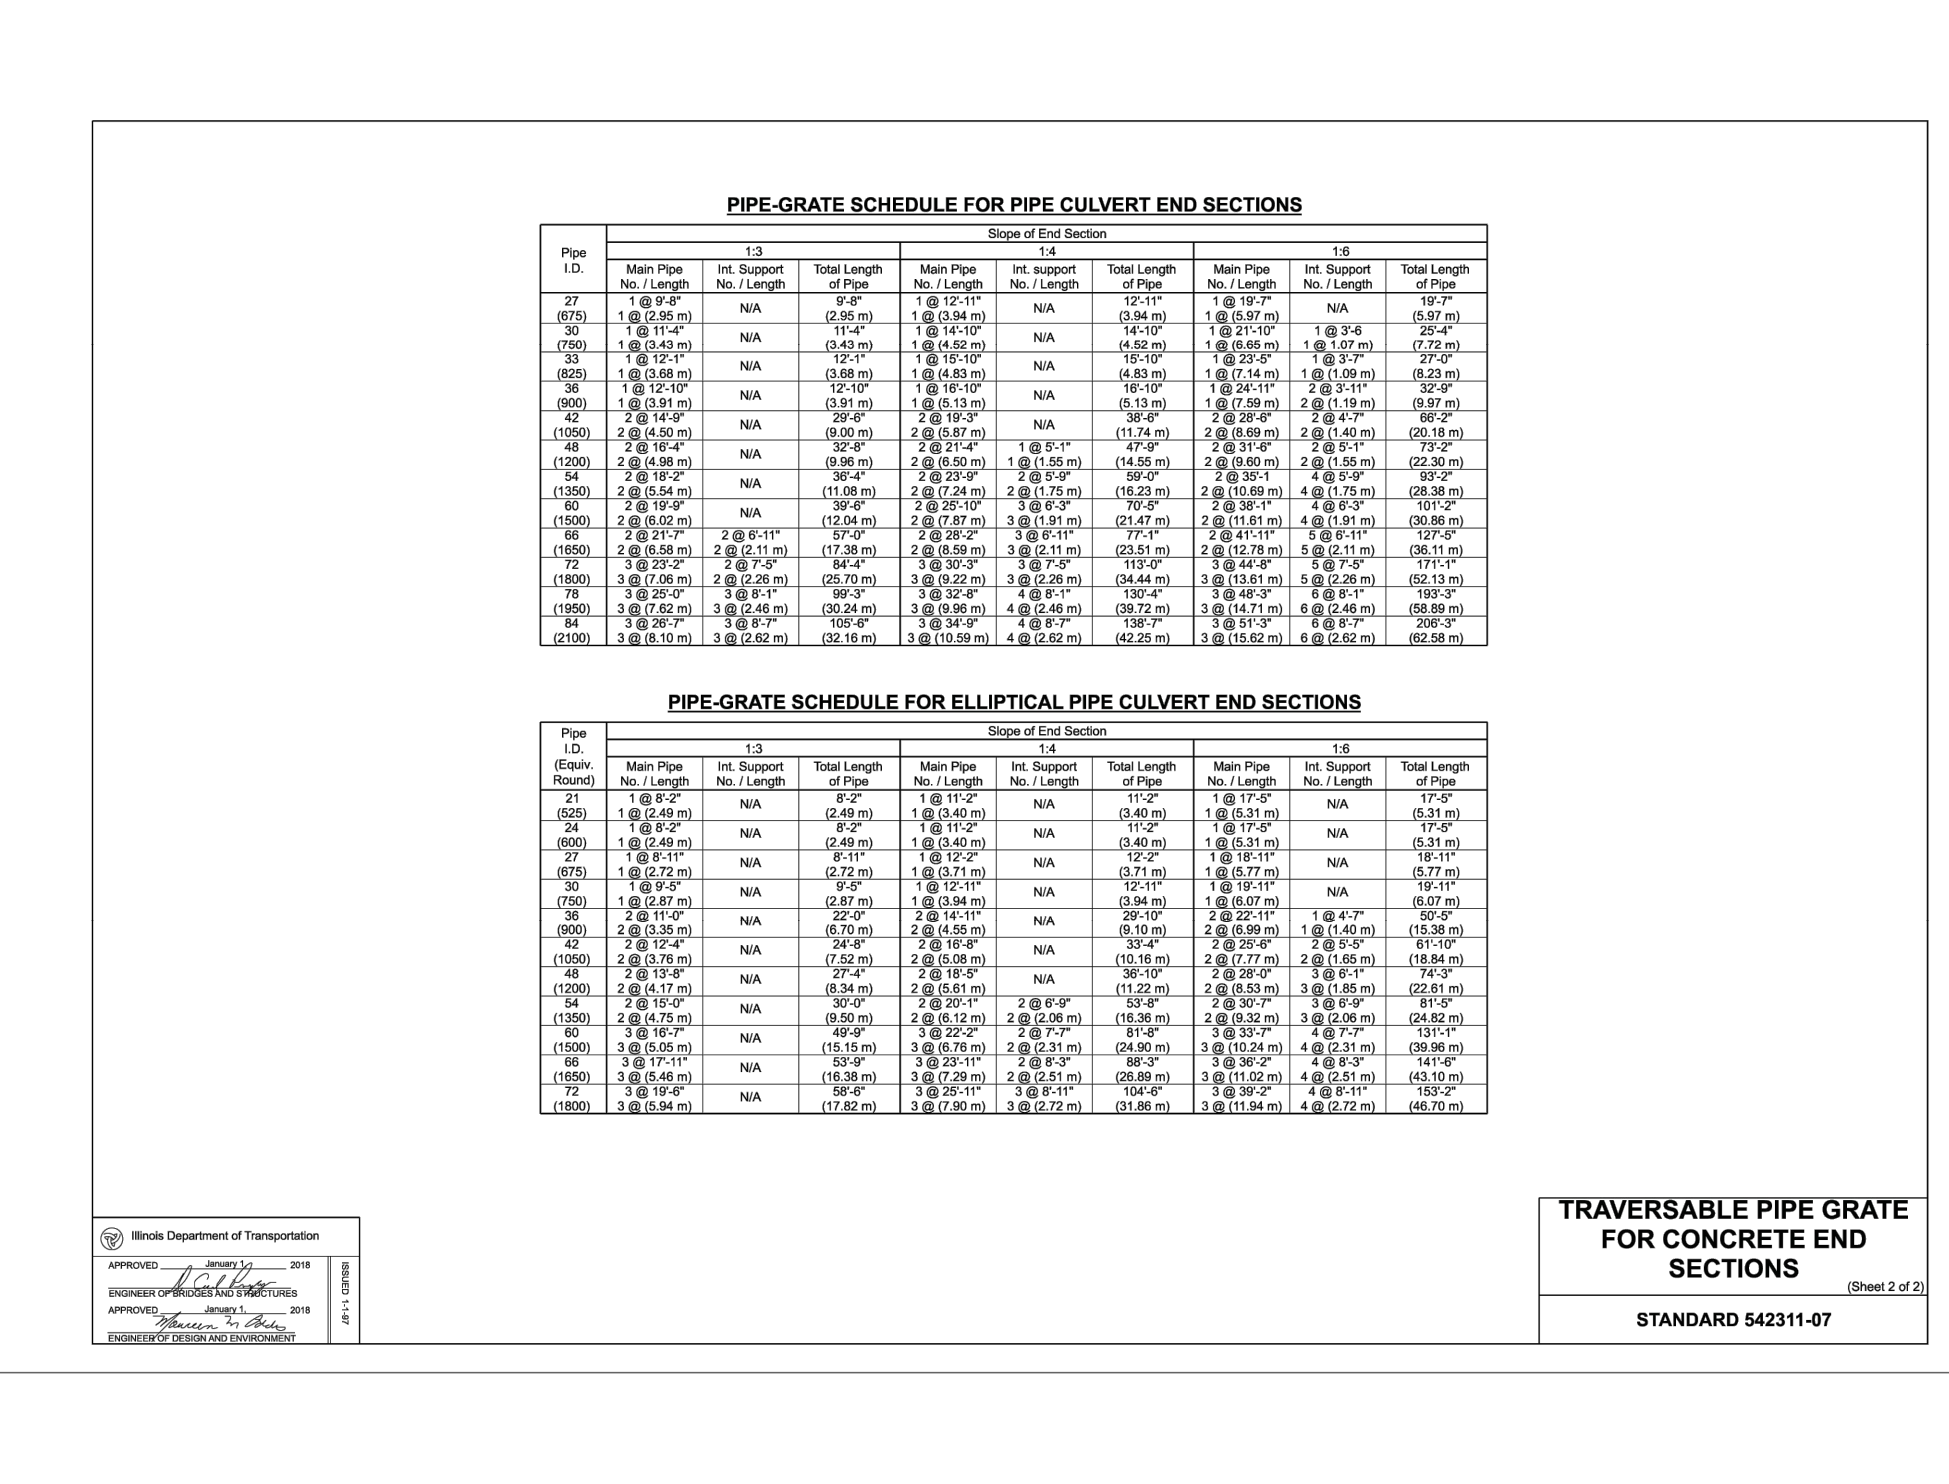 PIPE-GRATE SCHEDULE FOR PIPE CULVERT END SECTIONS
Slope of End Section
Pipe I.D. 1:3 1:4 1:6
Main Pipe No. / Length Int. Support No. / Length Total Length of Pipe Main Pipe No. / Length Int. support No. / Length Total Length of Pipe Main Pipe No. / Length Int. Support No. / Length Total Length of Pipe
27 1 @ 9'-8" N/A 9'-8" 1 @ 12'-11" N/A 12'-11" 1 @ 19'-7" N/A 19'-7"
(675) 1 @ (2.95 m) (2.95 m) 1 @ (3.94 m) (3.94 m) 1 @ (5.97 m) (5.97 m)
30 1 @ 11'-4" N/A 11'-4" 1 @ 14'-10" N/A 14'-10" 1 @ 21'-10" 1 @ 3'-6 25'-4"
(750) 1 @ (3.43 m) (3.43 m) 1 @ (4.52 m) (4.52 m) 1 @ (6.65 m) 1 @ 1.07 m) (7.72 m)
33 1 @ 12'-1" N/A 12'-1" 1 @ 15'-10" N/A 15'-10" 1 @ 23'-5" 1 @ 3'-7" 27'-0"
(825) 1 @ (3.68 m) (3.68 m) 1 @ (4.83 m) (4.83 m) 1 @ (7.14 m) 1 @ (1.09 m) (8.23 m)
36 1 @ 12'-10" N/A 12'-10" 1 @ 16'-10" N/A 16'-10" 1 @ 24'-11" 2 @ 3'-11" 32'-9"
(900) 1 @ (3.91 m) (3.91 m) 1 @ (5.13 m) (5.13 m) 1 @ (7.59 m) 2 @ (1.19 m) (9.97 m)
42 2 @ 14'-9" N/A 29'-6" 2 @ 19'-3" N/A 38'-6" 2 @ 28'-6" 2 @ 4'-7" 66'-2"
(1050) 2 @ (4.50 m) (9.00 m) 2 @ (5.87 m) (11.74 m) 2 @ (8.69 m) 2 @ (1.40 m) (20.18 m)
48 2 @ 16'-4" N/A 32'-8" 2 @ 21'-4" 1 @ 5'-1" 47'-9" 2 @ 31'-6" 2 @ 5'-1" 73'-2"
(1200) 2 @ (4.98 m) (9.96 m) 2 @ (6.50 m) 1 @ (1.55 m) (14.55 m) 2 @ (9.60 m) 2 @ (1.55 m) (22.30 m)
54 2 @ 18'-2" N/A 36'-4" 2 @ 23'-9" 2 @ 5'-9" 59'-0" 2 @ 35'-1 4 @ 5'-9" 93'-2"
(1350) 2 @ (5.54 m) (11.08 m) 2 @ (7.24 m) 2 @ (1.75 m) (16.23 m) 2 @ (10.69 m) 4 @ (1.75 m) (28.38 m)
60 2 @ 19'-9" N/A 39'-6" 2 @ 25'-10" 3 @ 6'-3" 70'-5" 2 @ 38'-1" 4 @ 6'-3" 101'-2"
(1500) 2 @ (6.02 m) (12.04 m) 2 @ (7.87 m) 3 @ (1.91 m) (21.47 m) 2 @ (11.61 m) 4 @ (1.91 m) (30.86 m)
66 2 @ 21'-7" 2 @ 6'-11" 57'-0" 2 @ 28'-2" 3 @ 6'-11" 77'-1" 2 @ 41'-11" 5 @ 6'-11" 127'-5"
(1650) 2 @ (6.58 m) 2 @ (2.11 m) (17.38 m) 2 @ (8.59 m) 3 @ (2.11 m) (23.51 m) 2 @ (12.78 m) 5 @ (2.11 m) (36.11 m)
72 3 @ 23'-2" 2 @ 7'-5" 84'-4" 3 @ 30'-3" 3 @ 7'-5" 113'-0" 3 @ 44'-8" 5 @ 7'-5" 171'-1"
(1800) 3 @ (7.06 m) 2 @ (2.26 m) (25.70 m) 3 @ (9.22 m) 3 @ (2.26 m) (34.44 m) 3 @ (13.61 m) 5 @ (2.26 m) (52.13 m)
78 3 @ 25'-0" 3 @ 8'-1" 99'-3" 3 @ 32'-8" 4 @ 8'-1" 130'-4" 3 @ 48'-3" 6 @ 8'-1" 193'-3"
(1950) 3 @ (7.62 m) 3 @ (2.46 m) (30.24 m) 3 @ (9.96 m) 4 @ (2.46 m) (39.72 m) 3 @ (14.71 m) 6 @ (2.46 m) (58.89 m)
84 3 @ 26'-7" 3 @ 8'-7" 105'-6" 3 @ 34'-9" 4 @ 8'-7" 138'-7" 3 @ 51'-3" 6 @ 8'-7" 206'-3"
(2100) 3 @ (8.10 m) 3 @ (2.62 m) (32.16 m) 3 @ (10.59 m) 4 @ (2.62 m) (42.25 m) 3 @ (15.62 m) 6 @ (2.62 m) (62.58 m)
PIPE-GRATE SCHEDULE FOR ELLIPTICAL PIPE CULVERT END SECTIONS
Slope of End Section
Pipe I.D. (Equiv. Round) 1:3 1:4 1:6
Main Pipe No. / Length Int. Support No. / Length Total Length of Pipe Main Pipe No. / Length Int. Support No. / Length Total Length of Pipe Main Pipe No. / Length Int. Support No. / Length Total Length of Pipe
21 1 @ 8'-2" N/A 8'-2" 1 @ 11'-2" N/A 11'-2" 1 @ 17'-5" N/A 17'-5"
(525) 1 @ (2.49 m) (2.49 m) 1 @ (3.40 m) (3.40 m) 1 @ (5.31 m) (5.31 m)
24 1 @ 8'-2" N/A 8'-2" 1 @ 11'-2" N/A 11'-2" 1 @ 17'-5" N/A 17'-5"
(600) 1 @ (2.49 m) (2.49 m) 1 @ (3.40 m) (3.40 m) 1 @ (5.31 m) (5.31 m)
27 1 @ 8'-11" N/A 8'-11" 1 @ 12'-2" N/A 12'-2" 1 @ 18'-11" N/A 18'-11"
(675) 1 @ (2.72 m) (2.72 m) 1 @ (3.71 m) (3.71 m) 1 @ (5.77 m) (5.77 m)
30 1 @ 9'-5" N/A 9'-5" 1 @ 12'-11" N/A 12'-11" 1 @ 19'-11" N/A 19'-11"
(750) 1 @ (2.87 m) (2.87 m) 1 @ (3.94 m) (3.94 m) 1 @ (6.07 m) (6.07 m)
36 2 @ 11'-0" N/A 22'-0" 2 @ 14'-11" N/A 29'-10" 2 @ 22'-11" 1 @ 4'-7" 50'-5"
(900) 2 @ (3.35 m) (6.70 m) 2 @ (4.55 m) (9.10 m) 2 @ (6.99 m) 1 @ (1.40 m) (15.38 m)
42 2 @ 12'-4" N/A 24'-8" 2 @ 16'-8" N/A 33'-4" 2 @ 25'-6" 2 @ 5'-5" 61'-10"
(1050) 2 @ (3.76 m) (7.52 m) 2 @ (5.08 m) (10.16 m) 2 @ (7.77 m) 2 @ (1.65 m) (18.84 m)
48 2 @ 13'-8" N/A 27'-4" 2 @ 18'-5" N/A 36'-10" 2 @ 28'-0" 3 @ 6'-1" 74'-3"
(1200) 2 @ (4.17 m) (8.34 m) 2 @ (5.61 m) (11.22 m) 2 @ (8.53 m) 3 @ (1.85 m) (22.61 m)
54 2 @ 15'-0" N/A 30'-0" 2 @ 20'-1" 2 @ 6'-9" 53'-8" 2 @ 30'-7" 3 @ 6'-9" 81'-5"
(1350) 2 @ (4.75 m) (9.50 m) 2 @ (6.12 m) 2 @ (2.06 m) (16.36 m) 2 @ (9.32 m) 3 @ (2.06 m) (24.82 m)
60 3 @ 16'-7" N/A 49'-9" 3 @ 22'-2" 2 @ 7'-7" 81'-8" 3 @ 33'-7" 4 @ 7'-7" 131'-1"
(1500) 3 @ (5.05 m) (15.15 m) 3 @ (6.76 m) 2 @ (2.31 m) (24.90 m) 3 @ (10.24 m) 4 @ (2.31 m) (39.96 m)
66 3 @ 17'-11" N/A 53'-9" 3 @ 23'-11" 2 @ 8'-3" 88'-3" 3 @ 36'-2" 4 @ 8'-3" 141'-6"
(1650) 3 @ (5.46 m) (16.38 m) 3 @ (7.29 m) 2 @ (2.51 m) (26.89 m) 3 @ (11.02 m) 4 @ (2.51 m) (43.10 m)
72 3 @ 19'-6" N/A 58'-6" 3 @ 25'-11" 3 @ 8'-11" 104'-6" 3 @ 39'-2" 4 @ 8'-11" 153'-2"
(1800) 3 @ (5.94 m) (17.82 m) 3 @ (7.90 m) 3 @ (2.72 m) (31.86 m) 3 @ (11.94 m) 4 @ (2.72 m) (46.70 m)
Illinois Department of Transportation
APPROVED January 1, 2018
ENGINEER OF BRIDGES AND STRUCTURES
APPROVED January 1, 2018
ENGINEER OF DESIGN AND ENVIRONMENT
ISSUED 1-1-97
TRAVERSABLE PIPE GRATE
FOR CONCRETE END
SECTIONS
(Sheet 2 of 2)
STANDARD 542311-07